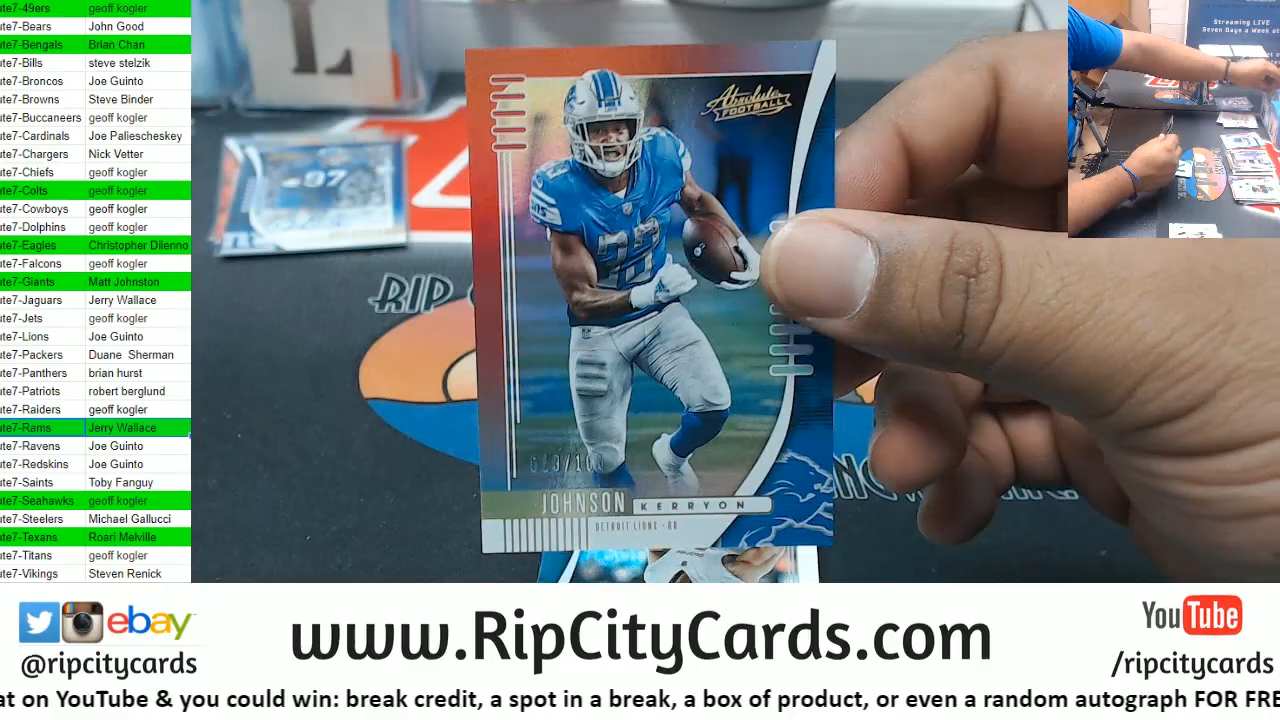 ute7-49ers geoff kogler
ute7-Bears John Good
ute7-Bengals Brian Chan
ute7-Bills steve stelzik
ute7-Broncos Joe Guinto
ute7-Browns Steve Binder
ute7-Buccaneers geoff kogler
ute7-Cardinals Joe Paliescheskey
ute7-Chargers Nick Vetter
ute7-Chiefs geoff kogler
ute7-Colts geoff kogler
ute7-Cowboys geoff kogler
ute7-Dolphins geoff kogler
ute7-Eagles Christopher Dilenno
ute7-Falcons geoff kogler
ute7-Giants Matt Johnston
ute7-Jaguars Jerry Wallace
ute7-Jets geoff kogler
ute7-Lions Joe Guinto
ute7-Packers Duane Sherman
ute7-Panthers brian hurst
ute7-Patriots robert berglund
ute7-Raiders geoff kogler
ute7-Rams Jerry Wallace
ute7-Ravens Joe Guinto
ute7-Redskins Joe Guinto
ute7-Saints Toby Fanguy
ute7-Seahawks geoff kogler
ute7-Steelers Michael Gallucci
ute7-Texans Roari Melville
ute7-Titans geoff kogler
ute7-Vikings Steven Renick
Absolute
FOOTBALL
JOHNSON KERRYON
DETROIT LIONS - RB
RIP
Streaming LIVE
Seven Days a Week
ebay
@ripcitycards
www.RipCityCards.com
YouTube
/ripcitycards
at on YouTube & you could win: break credit, a spot in a break, a box of product, or even a random autograph FOR FRE